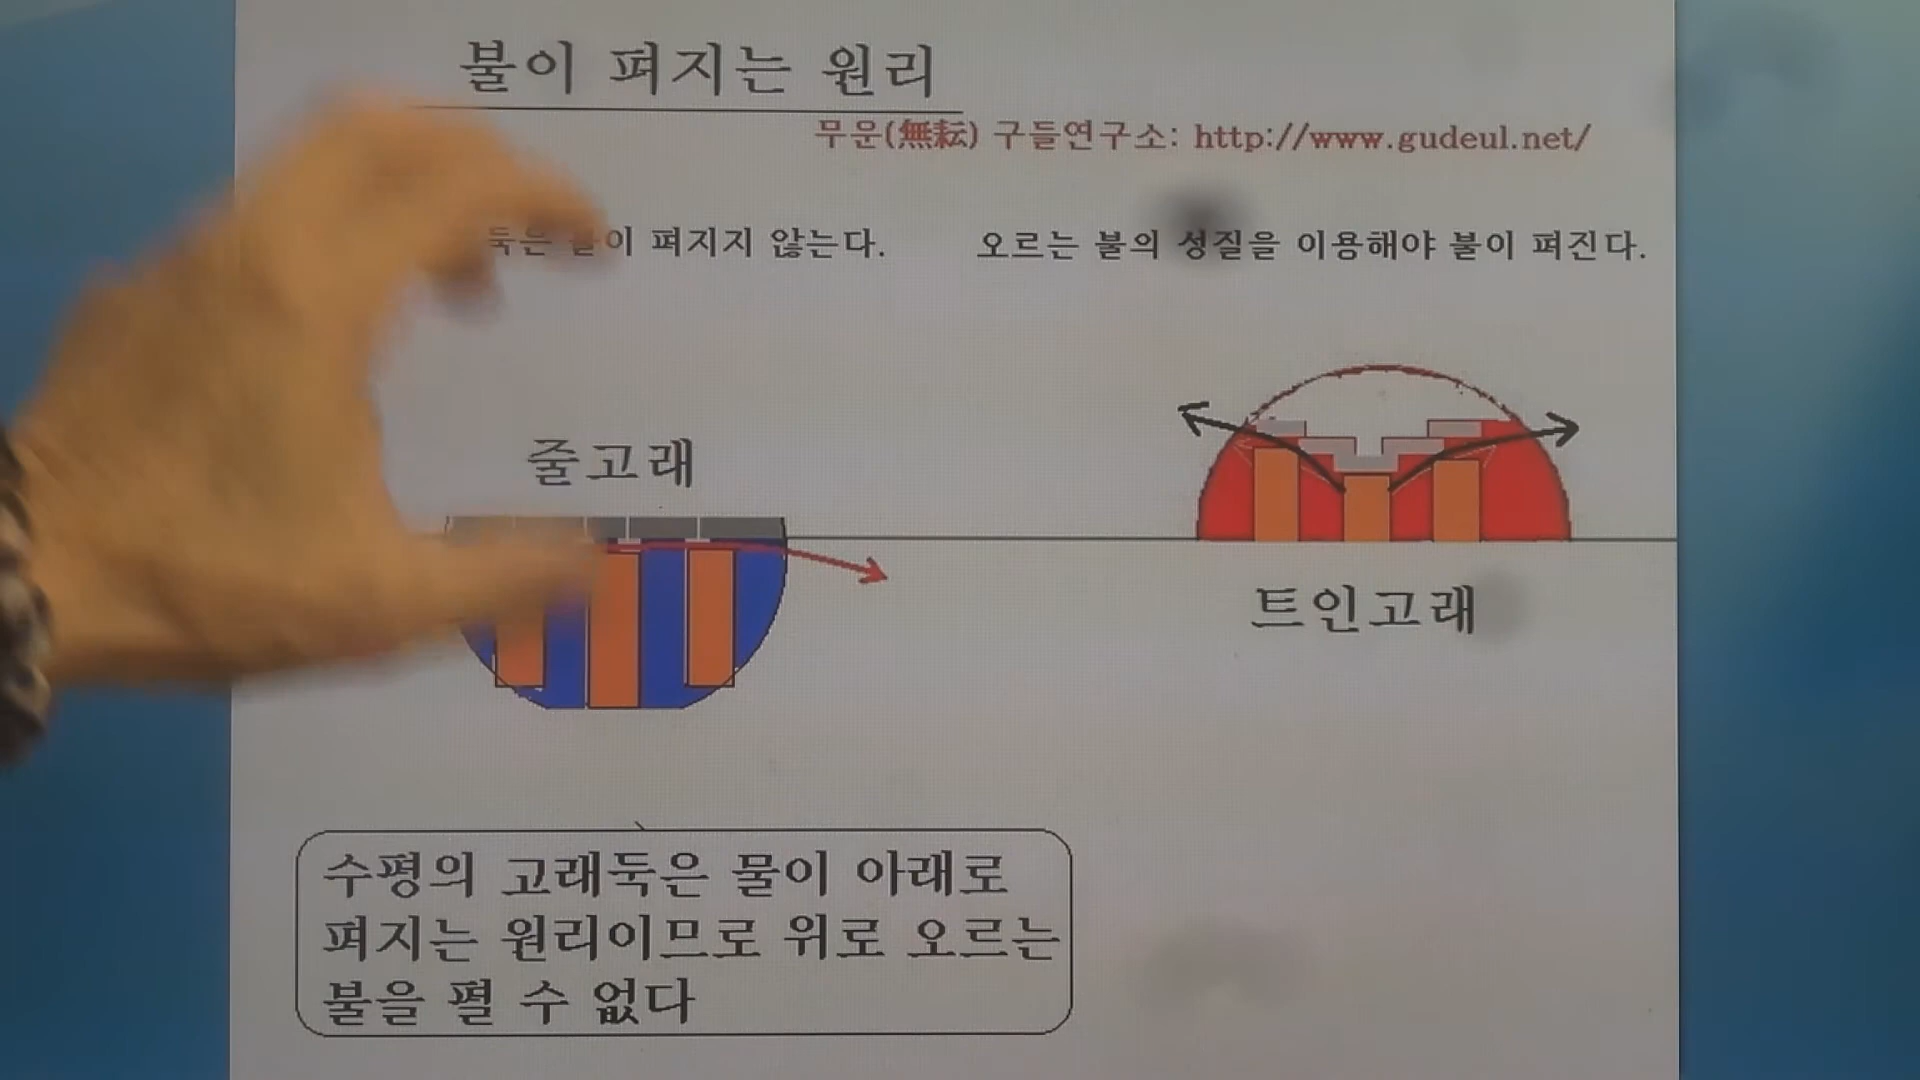 불이 펴지는 원리
무운(無耘) 구들연구소: http://www.gudeul.net/
이 펴지지 않는다.
오르는 불의 성질을 이용해야 불이 펴진다.
줄고래
트인고래
수평의 고래둑은 물이 아래로
펴지는 원리이므로 위로 오르는
불을 펼 수 없다